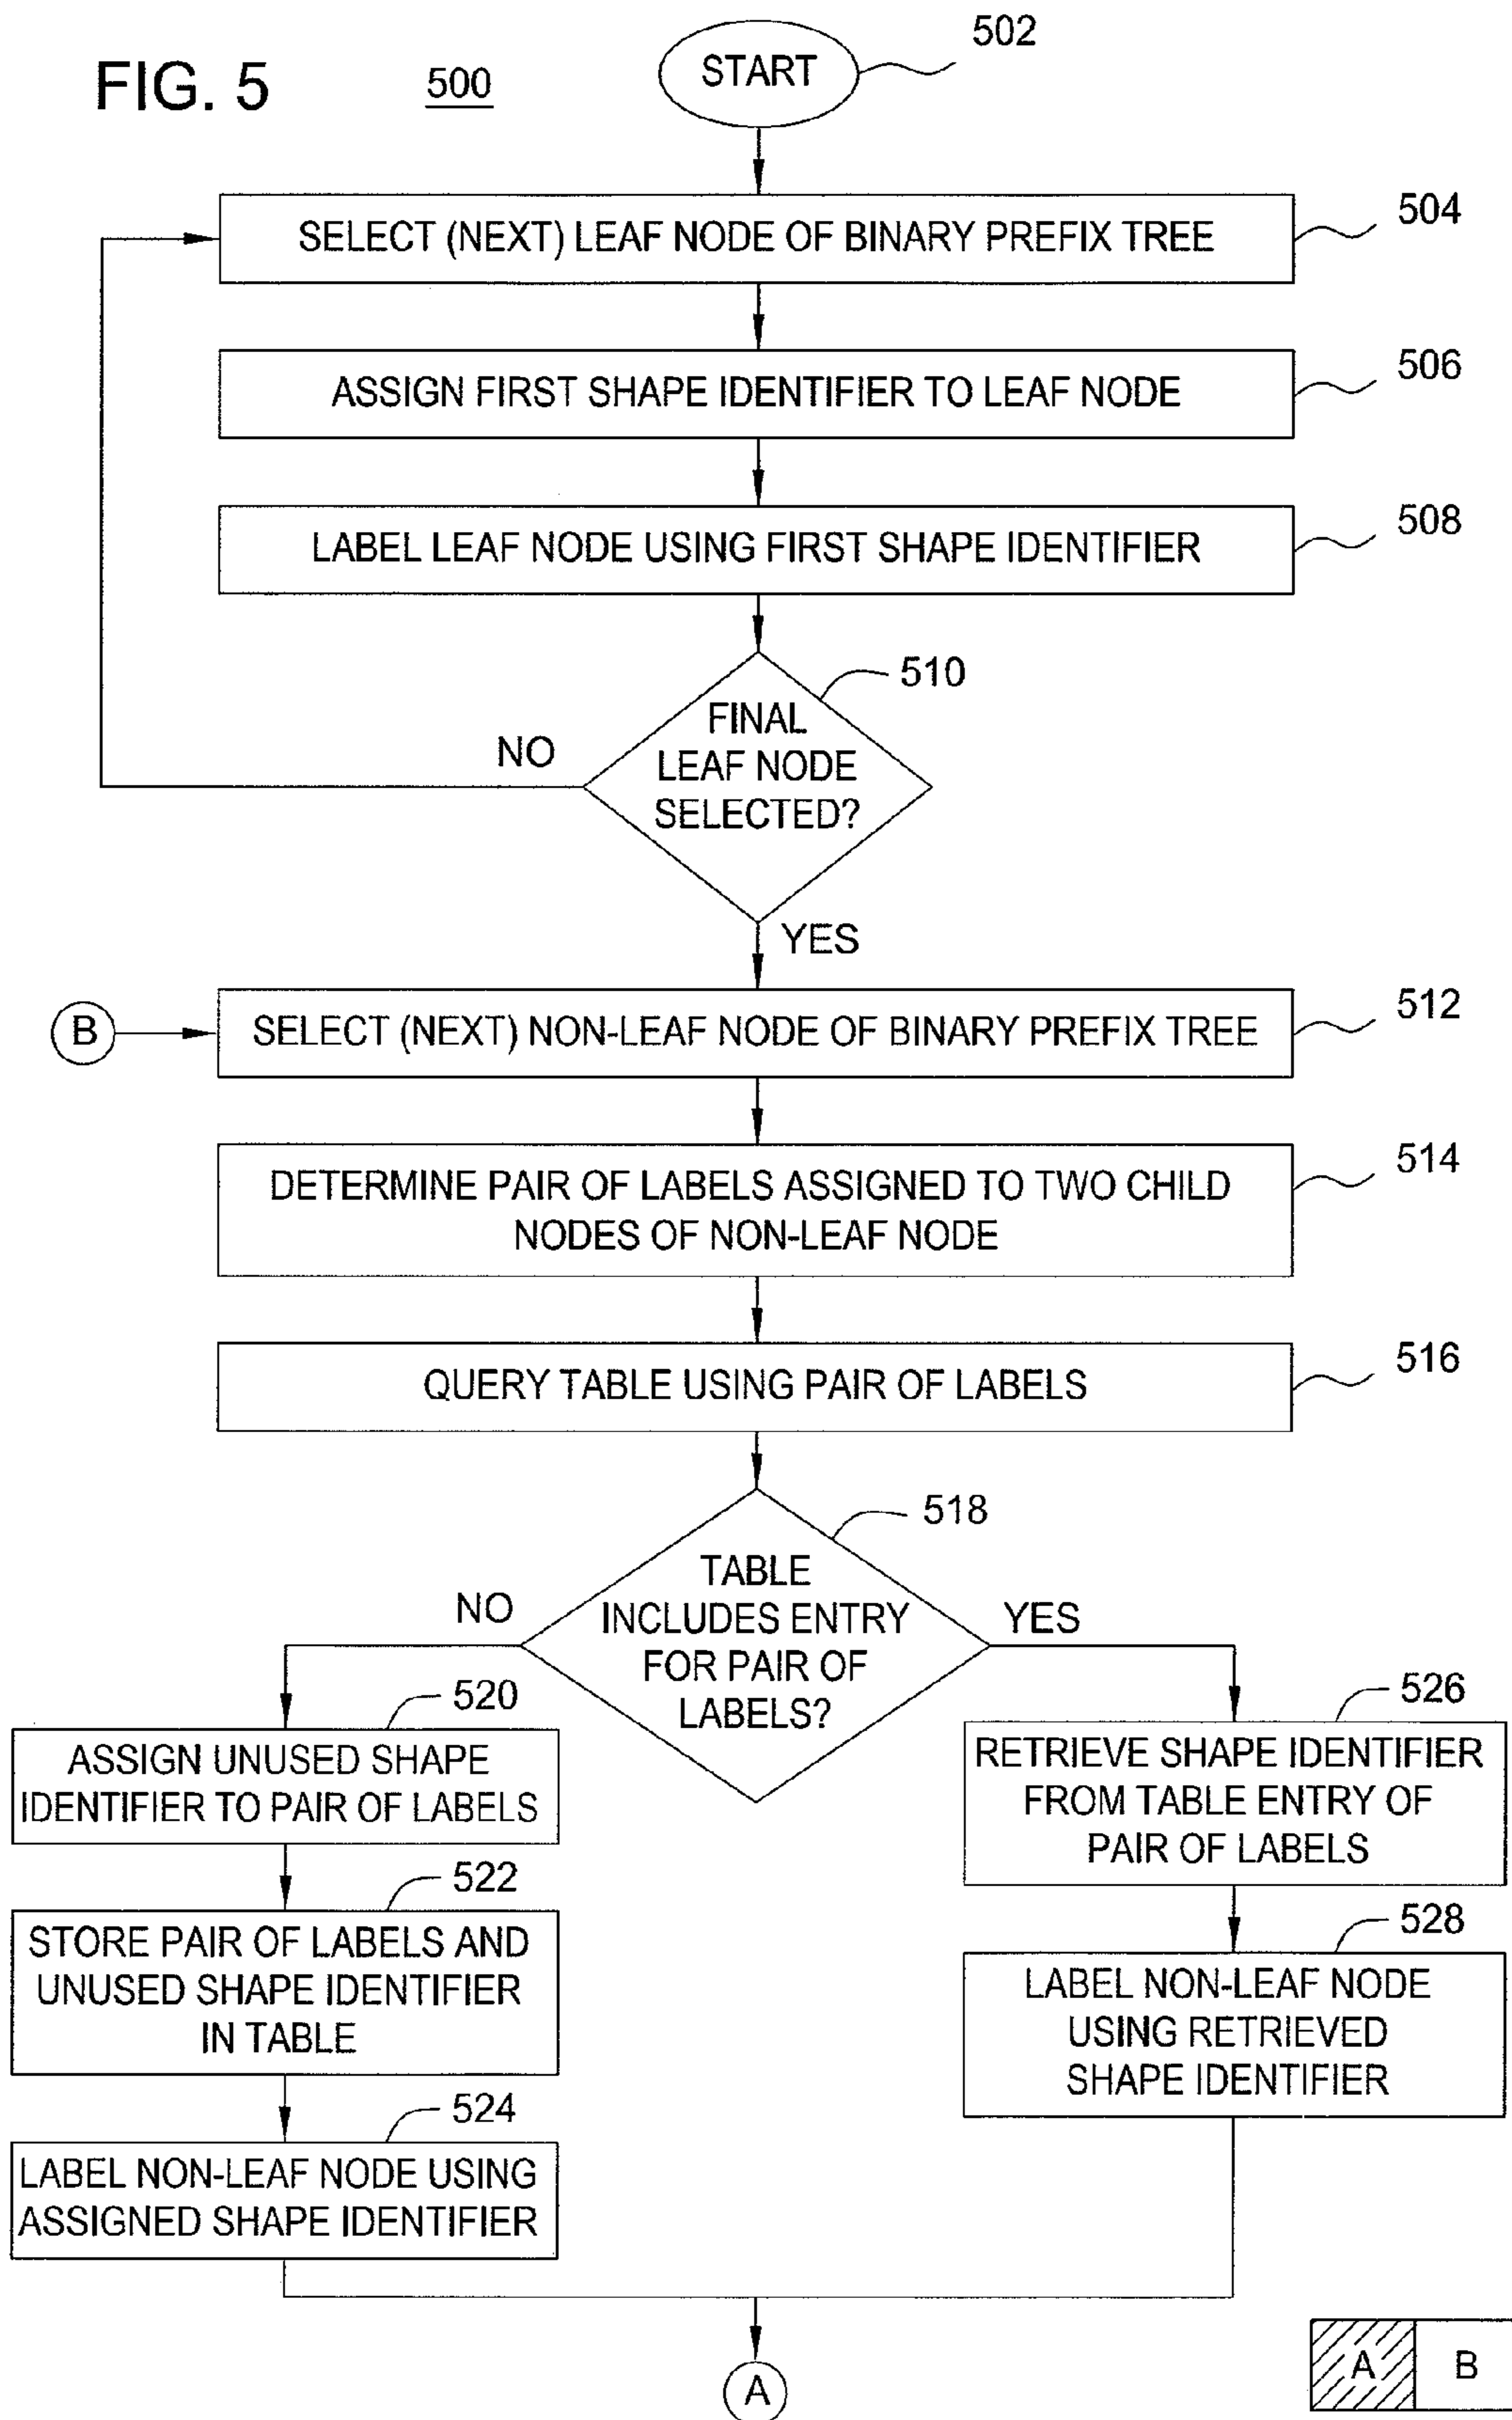 FIG. 5
500
START
502
SELECT (NEXT) LEAF NODE OF BINARY PREFIX TREE
504
ASSIGN FIRST SHAPE IDENTIFIER TO LEAF NODE
506
LABEL LEAF NODE USING FIRST SHAPE IDENTIFIER
508
510
FINAL
LEAF NODE
SELECTED?
NO
YES
B
SELECT (NEXT) NON-LEAF NODE OF BINARY PREFIX TREE
512
DETERMINE PAIR OF LABELS ASSIGNED TO TWO CHILD
NODES OF NON-LEAF NODE
514
QUERY TABLE USING PAIR OF LABELS
516
518
TABLE
INCLUDES ENTRY
FOR PAIR OF
LABELS?
NO
YES
520
ASSIGN UNUSED SHAPE
IDENTIFIER TO PAIR OF LABELS
522
STORE PAIR OF LABELS AND
UNUSED SHAPE IDENTIFIER
IN TABLE
524
LABEL NON-LEAF NODE USING
ASSIGNED SHAPE IDENTIFIER
526
RETRIEVE SHAPE IDENTIFIER
FROM TABLE ENTRY OF
PAIR OF LABELS
528
LABEL NON-LEAF NODE
USING RETRIEVED
SHAPE IDENTIFIER
A
A
B